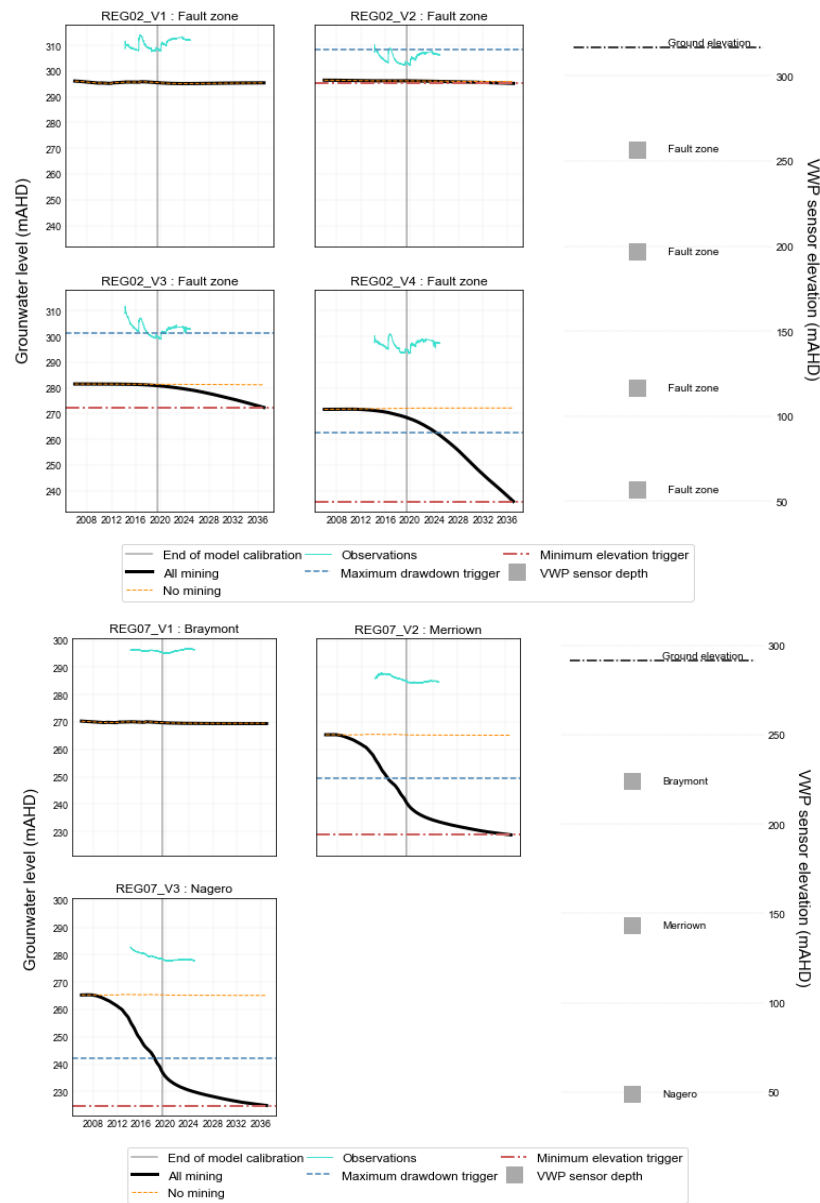 REG02_V1 : Fault zone
REG02_V2 : Fault zone
Ground elevation
310
300
290
280
270
260
250
240
300
Fault zone
250
Fault zone
200
150
Fault zone
100
Fault zone
50
Grounwater level (mAHD)
VWP sensor elevation (mAHD)
REG02_V3 : Fault zone
REG02_V4 : Fault zone
310
300
290
280
270
260
250
240
2008 2012 2016 2020 2024 2028 2032 2036
2008 2012 2016 2020 2024 2028 2032 2036
End of model calibration
Observations
Minimum elevation trigger
All mining
Maximum drawdown trigger
VWP sensor depth
No mining
REG07_V1 : Braymont
REG07_V2 : Merriown
300
290
280
270
260
250
240
230
Ground elevation
300
250
Braymont
200
150
Merriown
100
Nagero
50
Grounwater level (mAHD)
VWP sensor elevation (mAHD)
REG07_V3 : Nagero
300
290
280
270
260
250
240
230
2008 2012 2016 2020 2024 2028 2032 2036
End of model calibration
Observations
Minimum elevation trigger
All mining
Maximum drawdown trigger
VWP sensor depth
No mining